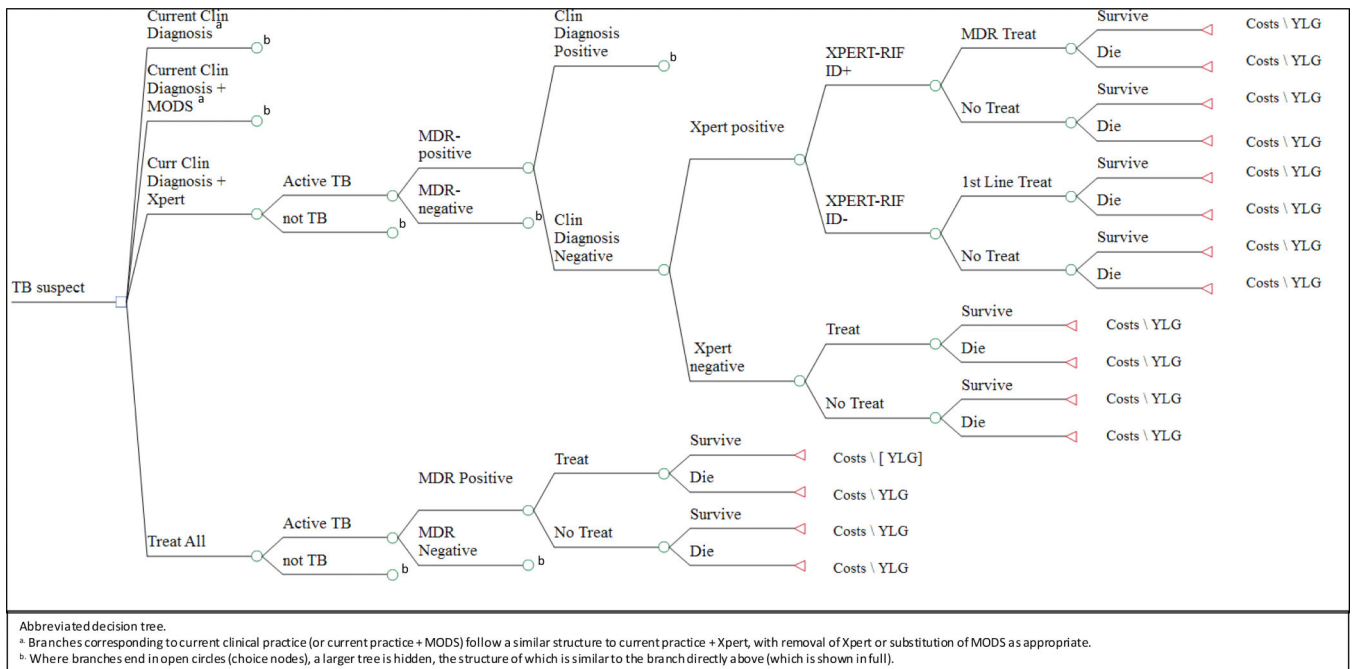 Current Clin
Diagnosis a
b
Current Clin
Diagnosis +
MODS a
b
Curr Clin
Diagnosis +
Xpert
TB suspect
Treat All
Active TB
not TB
b
MDR-
positive
MDR-
negative
b
Clin
Diagnosis
Positive
b
Clin
Diagnosis
Negative
Xpert positive
XPERT-RIF
ID+
MDR Treat
Survive
Costs \ YLG
Die
Costs \ YLG
No Treat
Survive
Costs \ YLG
Die
Costs \ YLG
XPERT-RIF
ID-
1st Line Treat
Survive
Costs \ YLG
Die
Costs \ YLG
No Treat
Survive
Costs \ YLG
Die
Costs \ YLG
Xpert
negative
Treat
Survive
Costs \ YLG
Die
Costs \ YLG
No Treat
Survive
Costs \ YLG
Die
Costs \ YLG
Active TB
not TB
b
MDR Positive
MDR
Negative
b
Treat
Survive
Costs \ [ YLG]
Die
Costs \ YLG
No Treat
Survive
Costs \ YLG
Die
Costs \ YLG
Abbreviated decision tree.
a. Branches corresponding to current clinical practice (or current practice + MODS) follow a similar structure to current practice + Xpert, with removal of Xpert or substitution of MODS as appropriate.
b. Where branches end in open circles (choice nodes), a larger tree is hidden, the structure of which is similar to the branch directly above (which is shown in full).